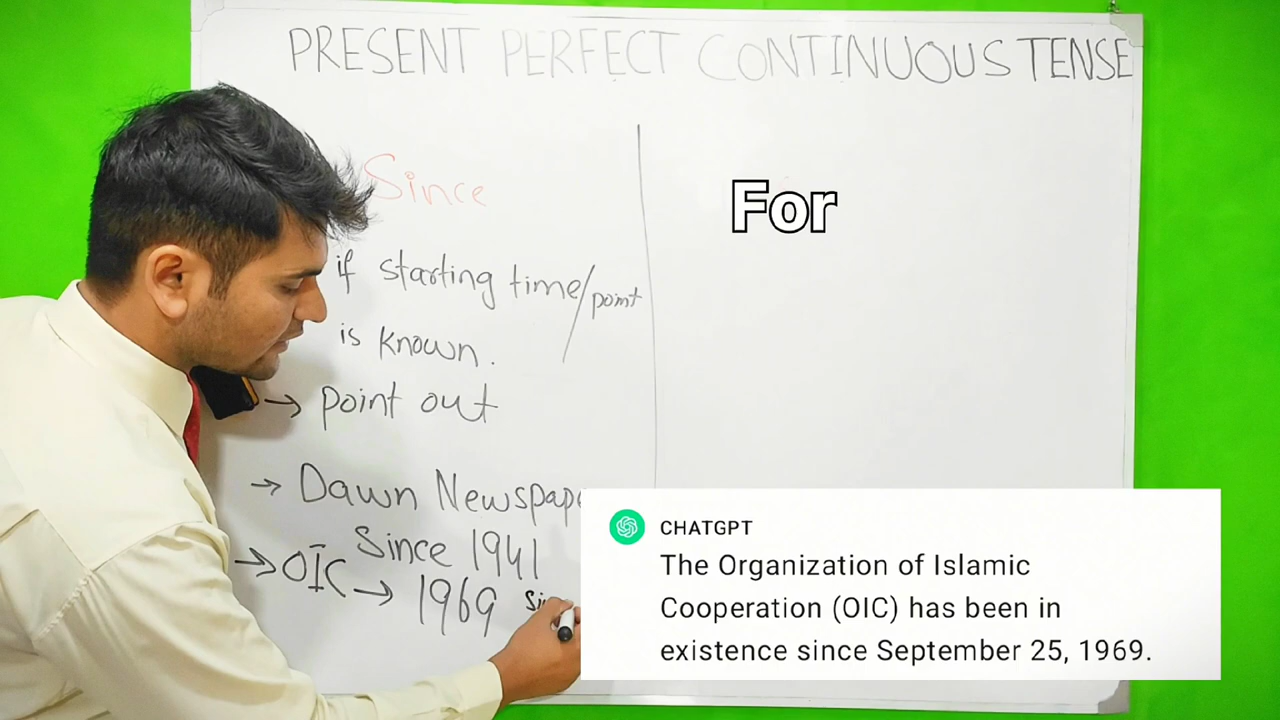 PRESENT PERFECT CONTINUOUS TENSE
Since
if starting time/point
is known.
→ point out
→ Dawn Newspape
Since 1941
→ OIC → 1969 Sin
For
CHATGPT
The Organization of Islamic
Cooperation (OIC) has been in
existence since September 25, 1969.